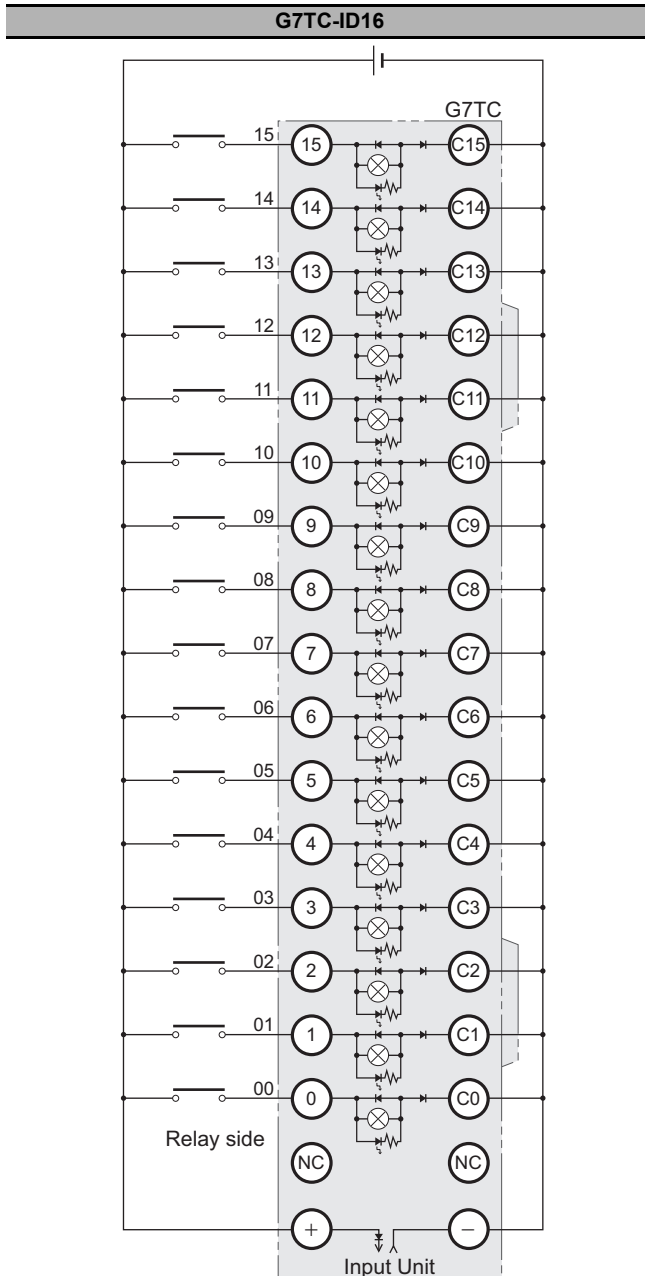 G7TC-ID16
G7TC
15 15 C15
14 14 C14
13 13 C13
12 12 C12
11 11 C11
10 10 C10
09 9 C9
08 8 C8
07 7 C7
06 6 C6
05 5 C5
04 4 C4
03 3 C3
02 2 C2
01 1 C1
00 0 C0
Relay side
NC NC
+ −
Input Unit